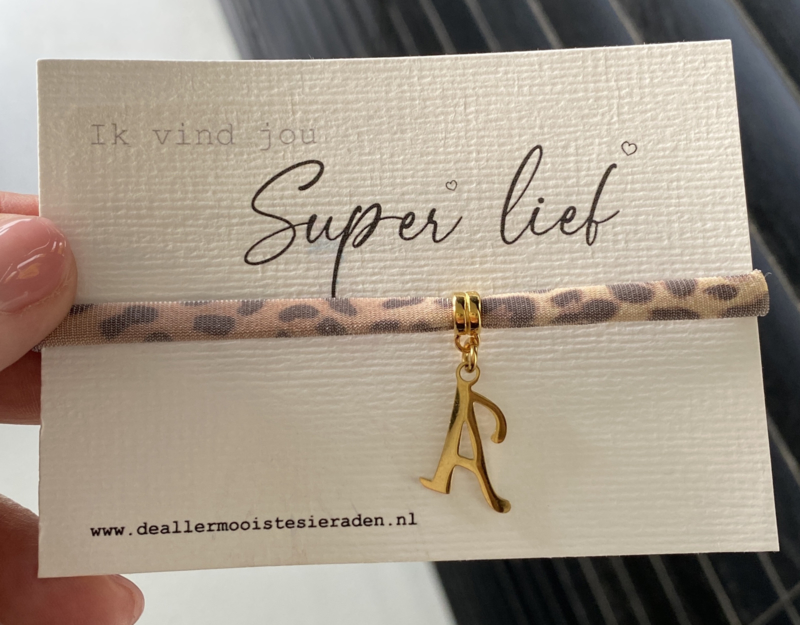 Ik vind jou
Super lief
A
www.deallermooistesieraden.nl